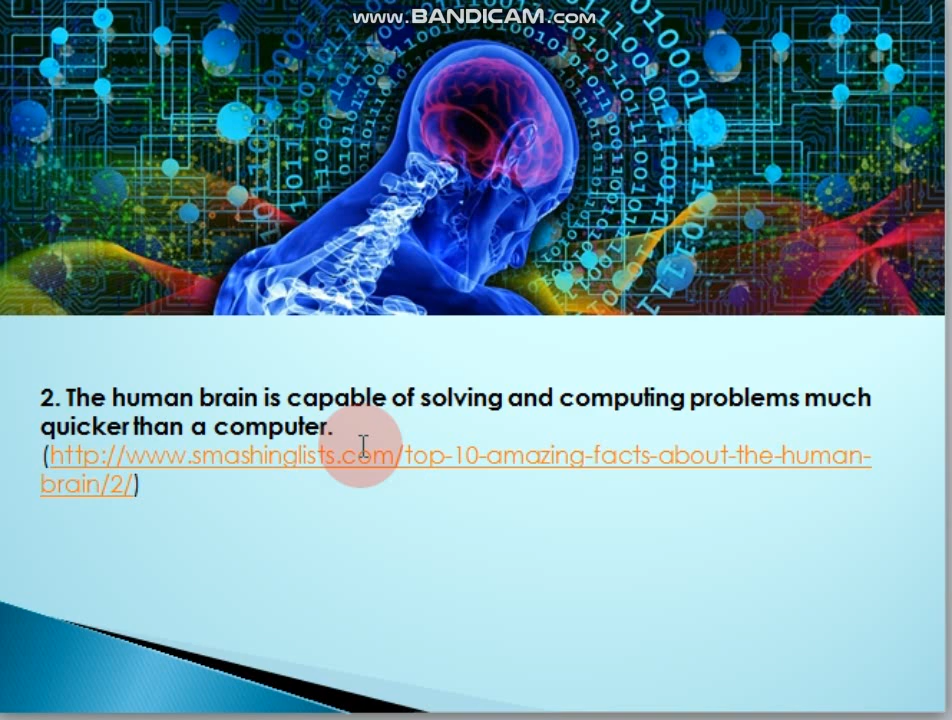 www.BANDICAM.com
2. The human brain is capable of solving and computing problems much
quicker than a computer.
(http://www.smashinglists.com/top-10-amazing-facts-about-the-human-
brain/2/)